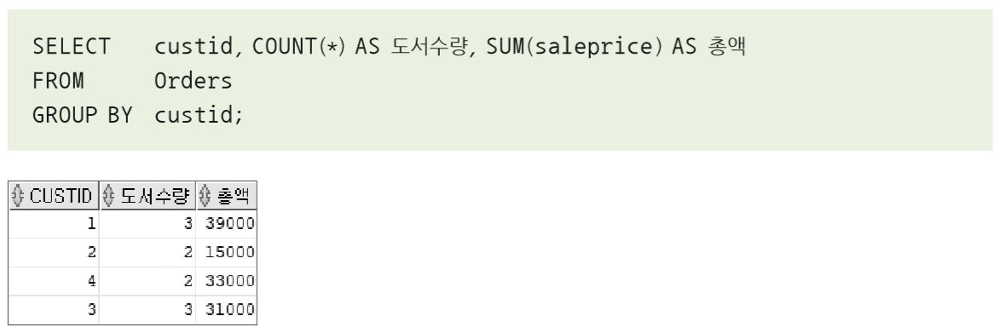 SELECT custid, COUNT(*) AS 도서수량, SUM(saleprice) AS 총액
FROM Orders
GROUP BY custid;
CUSTID 도서수량 총액
1 3 39000
2 2 15000
4 2 33000
3 3 31000